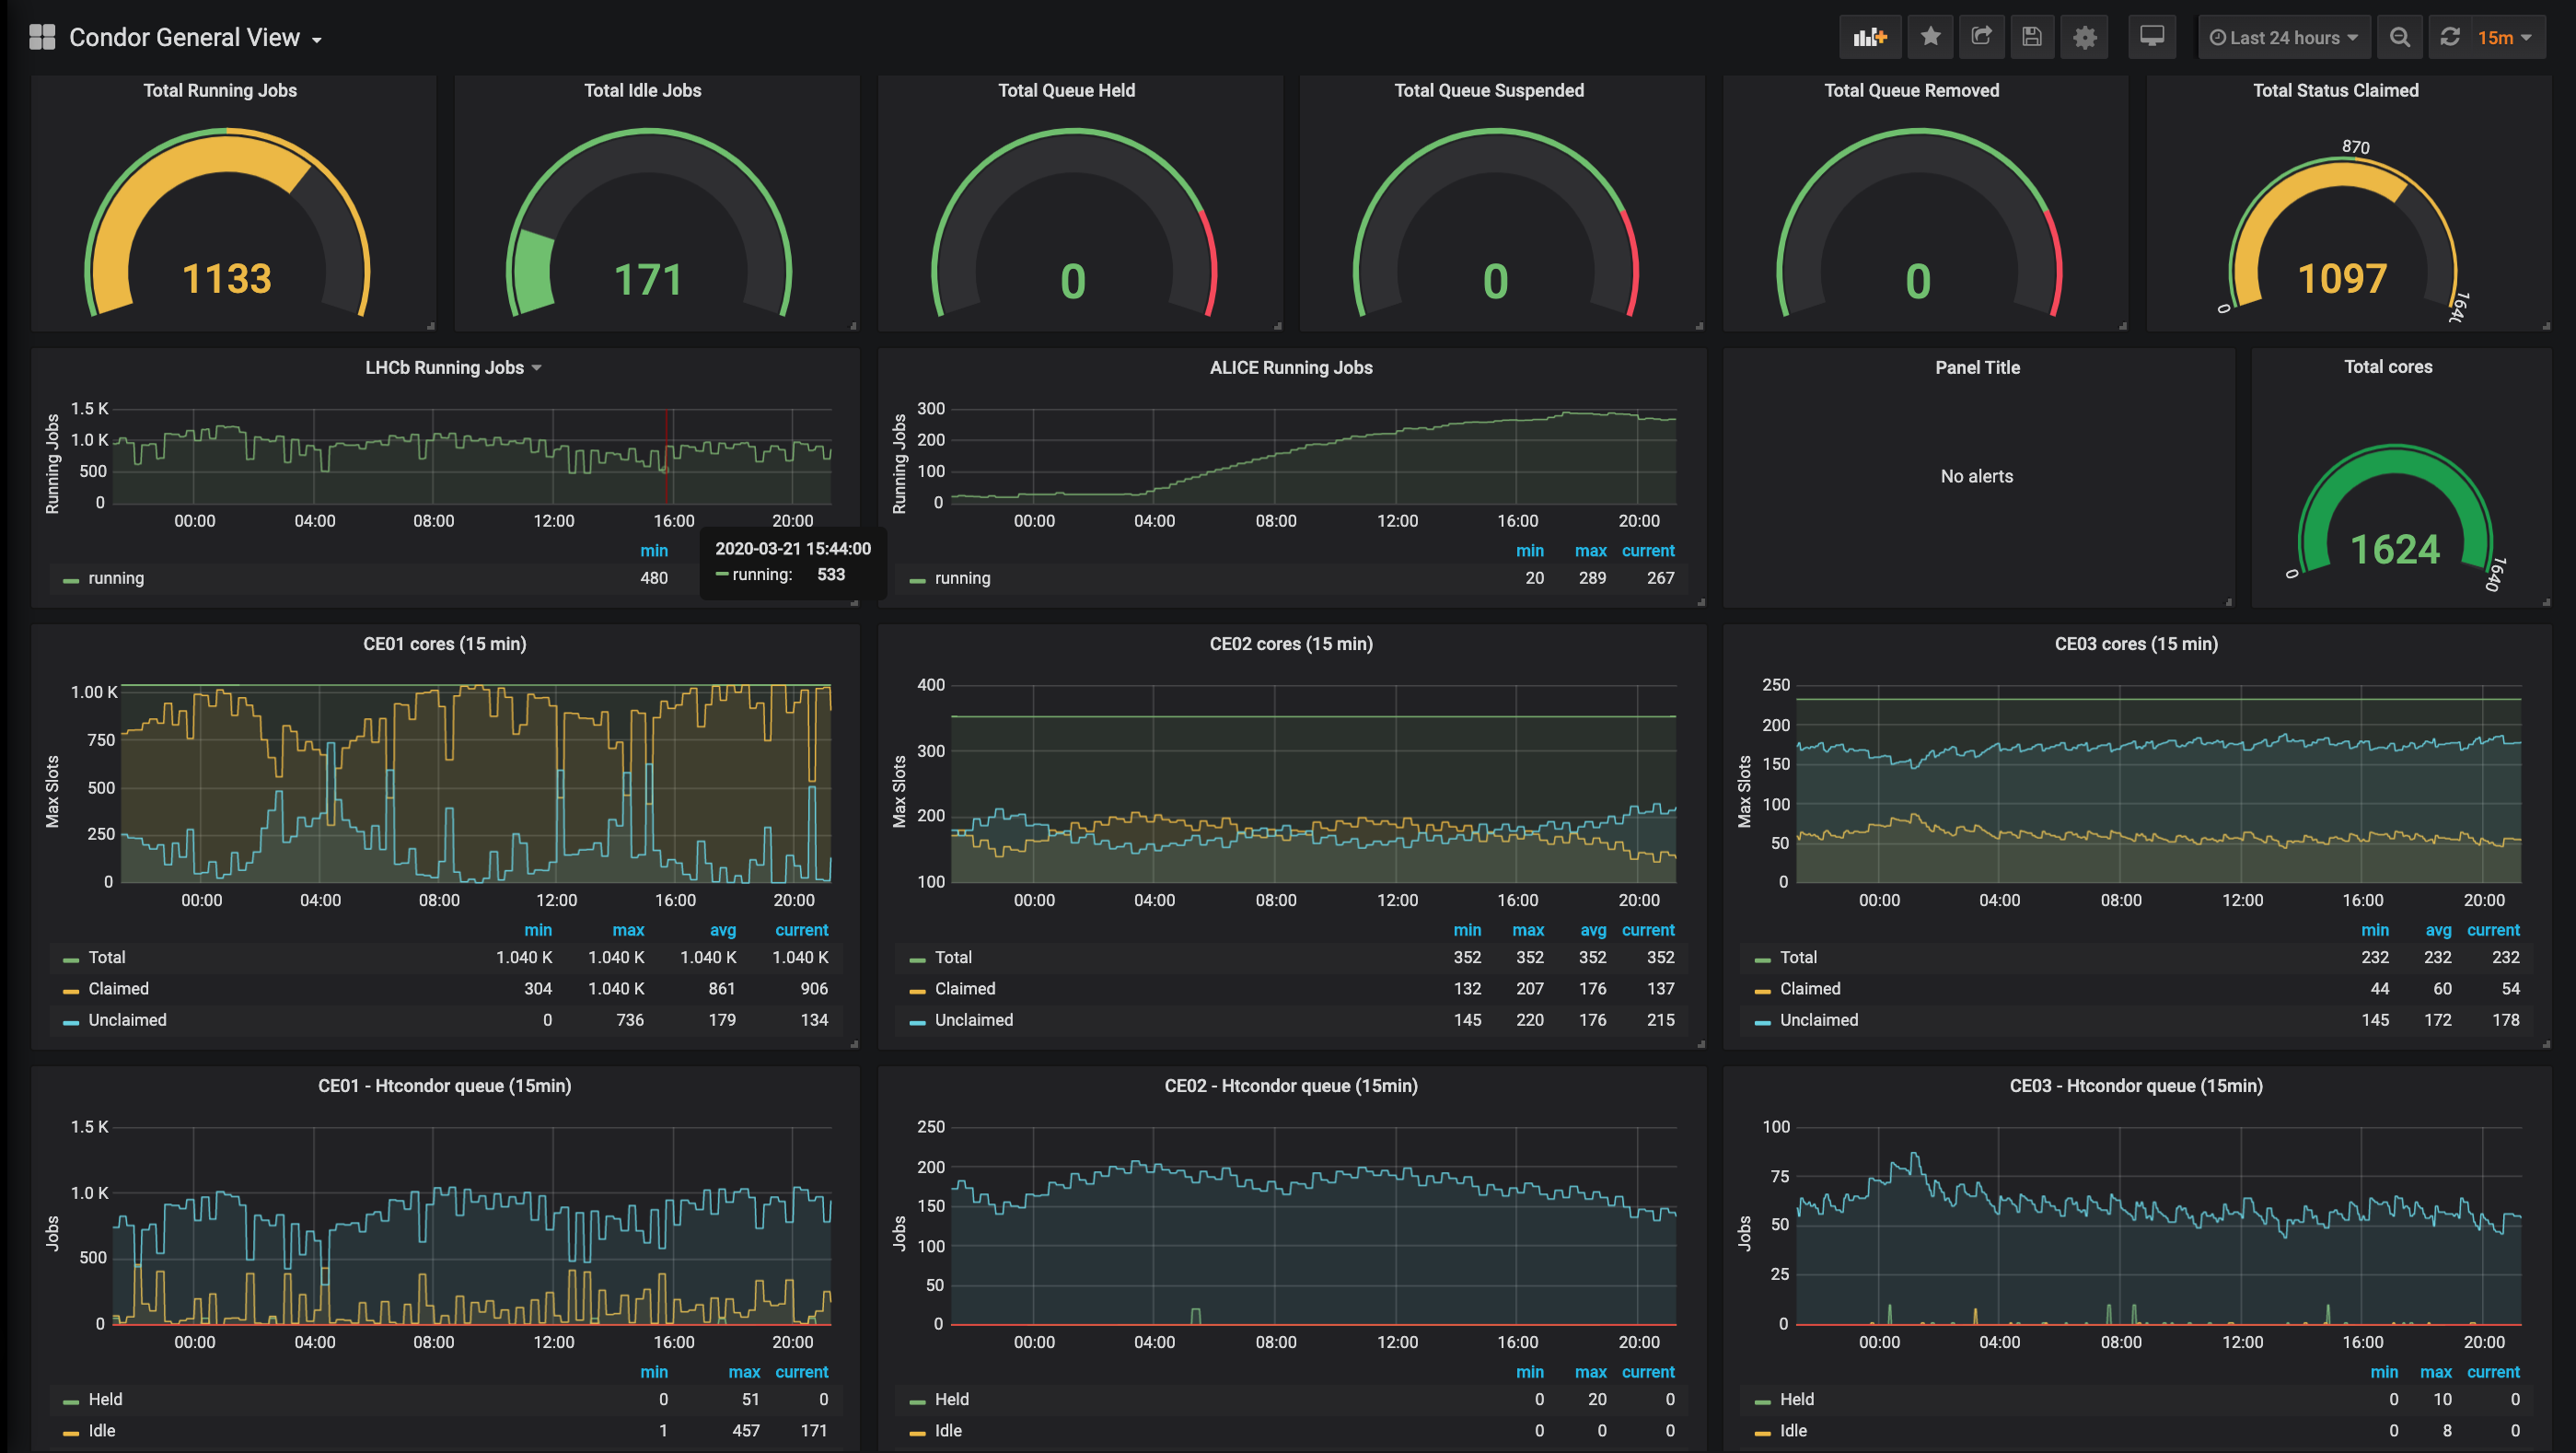 Condor General View
Last 24 hours
15m
Total Running Jobs
1133
Total Idle Jobs
171
Total Queue Held
0
Total Queue Suspended
0
Total Queue Removed
0
Total Status Claimed
870
0
1640
1097
LHCb Running Jobs
Running Jobs
1.5 K
1.0 K
500
0
00:00 04:00 08:00 12:00 16:00 20:00
min
running 480
2020-03-21 15:44:00
running: 533
ALICE Running Jobs
Running Jobs
300
200
100
0
00:00 04:00 08:00 12:00 16:00 20:00
min max current
running 20 289 267
Panel Title
No alerts
Total cores
1624
0
1640
CE01 cores (15 min)
Max Slots
1.00 K
750
500
250
0
00:00 04:00 08:00 12:00 16:00 20:00
min max avg current
Total 1.040 K 1.040 K 1.040 K 1.040 K
Claimed 304 1.040 K 861 906
Unclaimed 0 736 179 134
CE02 cores (15 min)
Max Slots
400
300
200
100
00:00 04:00 08:00 12:00 16:00 20:00
min max avg current
Total 352 352 352 352
Claimed 132 207 176 137
Unclaimed 145 220 176 215
CE03 cores (15 min)
Max Slots
250
200
150
100
50
0
00:00 04:00 08:00 12:00 16:00 20:00
min avg current
Total 232 232 232
Claimed 44 60 54
Unclaimed 145 172 178
CE01 - Htcondor queue (15min)
Jobs
1.5 K
1.0 K
500
0
00:00 04:00 08:00 12:00 16:00 20:00
min max current
Held 0 51 0
Idle 1 457 171
CE02 - Htcondor queue (15min)
Jobs
250
200
150
100
50
0
00:00 04:00 08:00 12:00 16:00 20:00
min max current
Held 0 20 0
Idle 0 0 0
CE03 - Htcondor queue (15min)
Jobs
100
75
50
25
0
00:00 04:00 08:00 12:00 16:00 20:00
min max current
Held 0 10 0
Idle 0 8 0